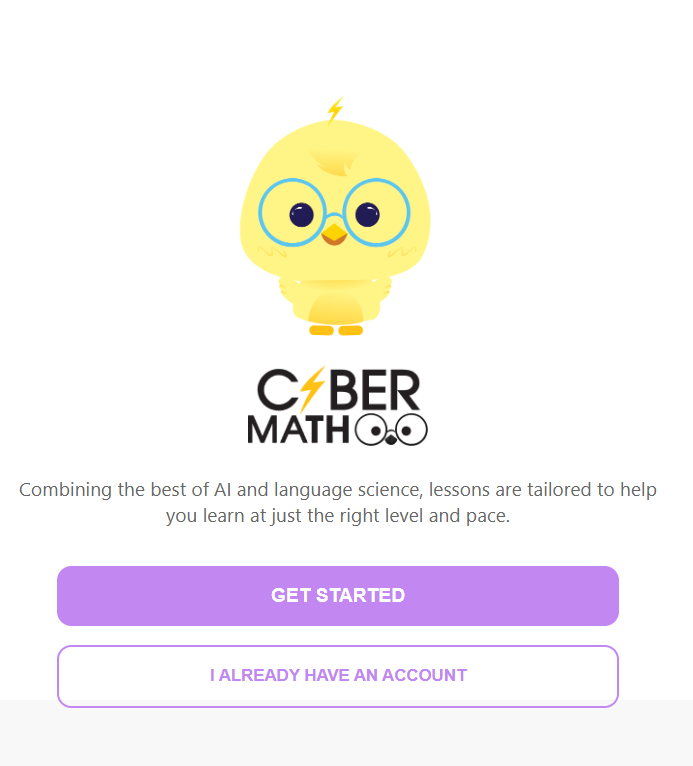 CYBER
MATH
Combining the best of AI and language science, lessons are tailored to help
you learn at just the right level and pace.
GET STARTED
I ALREADY HAVE AN ACCOUNT